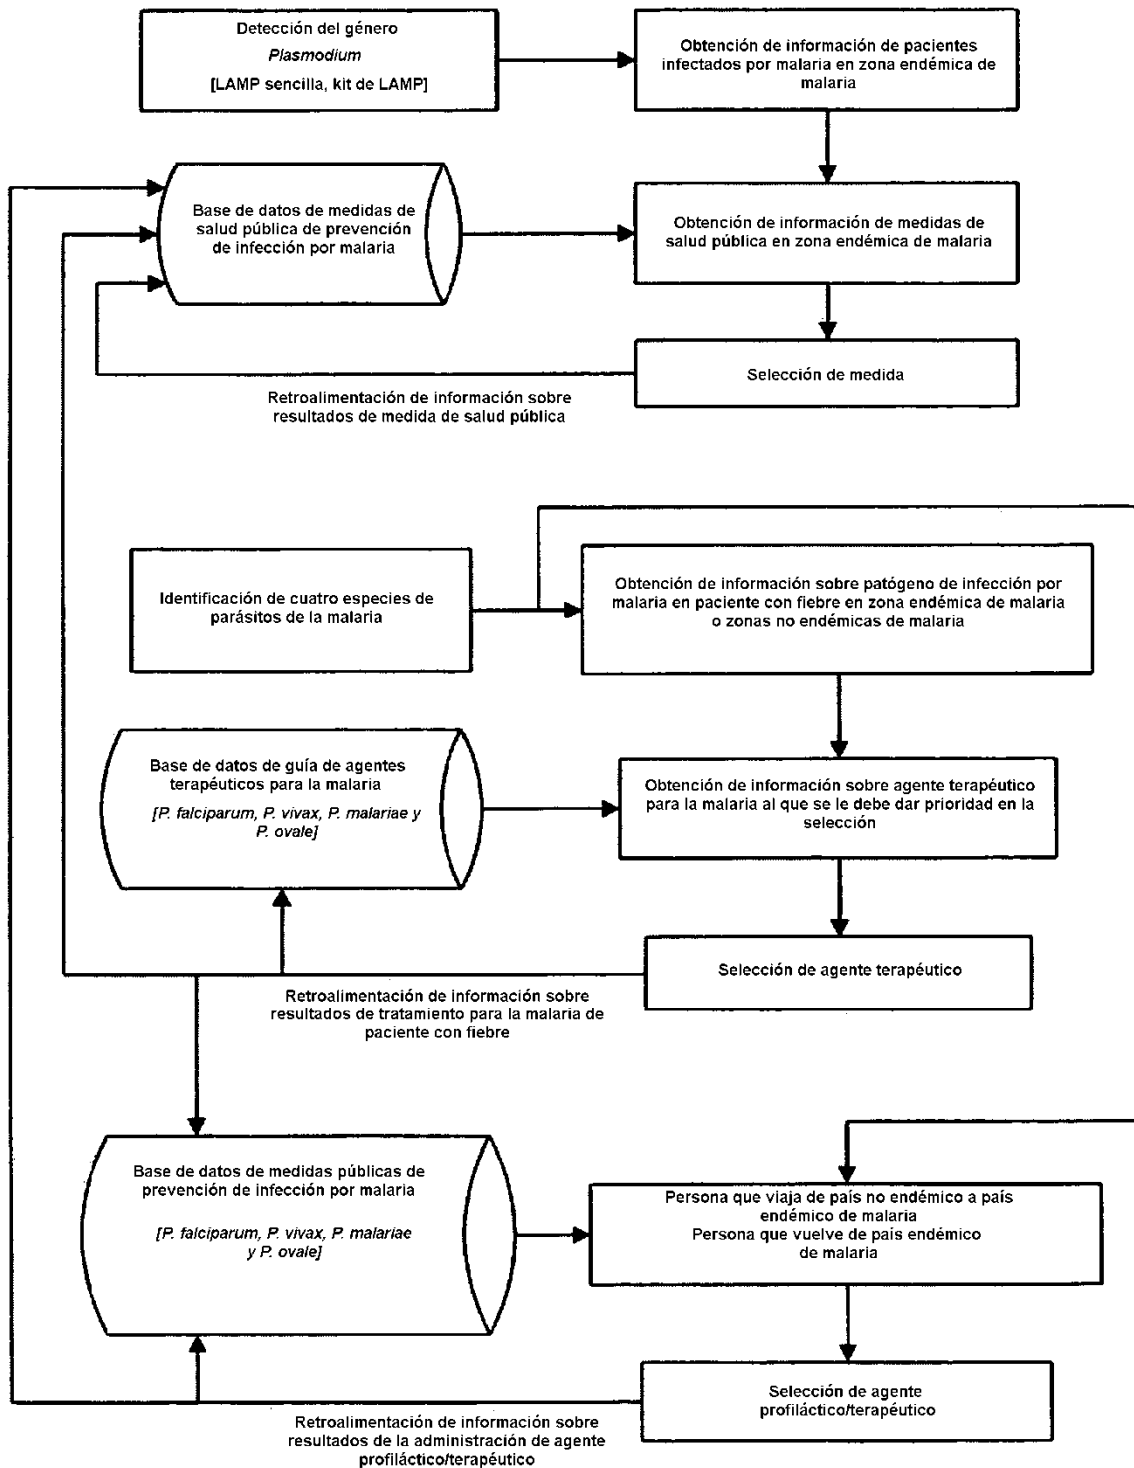 Detección del género
Plasmodium
[LAMP sencilla, kit de LAMP]
Obtención de información de pacientes
infectados por malaria en zona endémica de
malaria
Base de datos de medidas de
salud pública de prevención
de infección por malaria
Obtención de información de medidas de
salud pública en zona endémica de malaria
Selección de medida
Retroalimentación de información sobre
resultados de medida de salud pública
Identificación de cuatro especies de
parásitos de la malaria
Obtención de información sobre patógeno de infección por
malaria en paciente con fiebre en zona endémica de malaria
o zonas no endémicas de malaria
Base de datos de guía de agentes
terapéuticos para la malaria
[P. falciparum, P. vivax, P. malariae y
P. ovale]
Obtención de información sobre agente terapéutico
para la malaria al que se le debe dar prioridad en la
selección
Selección de agente terapéutico
Retroalimentación de información sobre
resultados de tratamiento para la malaria de
paciente con fiebre
Base de datos de medidas públicas de
prevención de infección por malaria
[P. falciparum, P. vivax, P. malariae
y P. ovale]
Persona que viaja de país no endémico a país
endémico de malaria
Persona que vuelve de país endémico
de malaria
Selección de agente
profiláctico/terapéutico
Retroalimentación de información sobre
resultados de la administración de agente
profiláctico/terapéutico